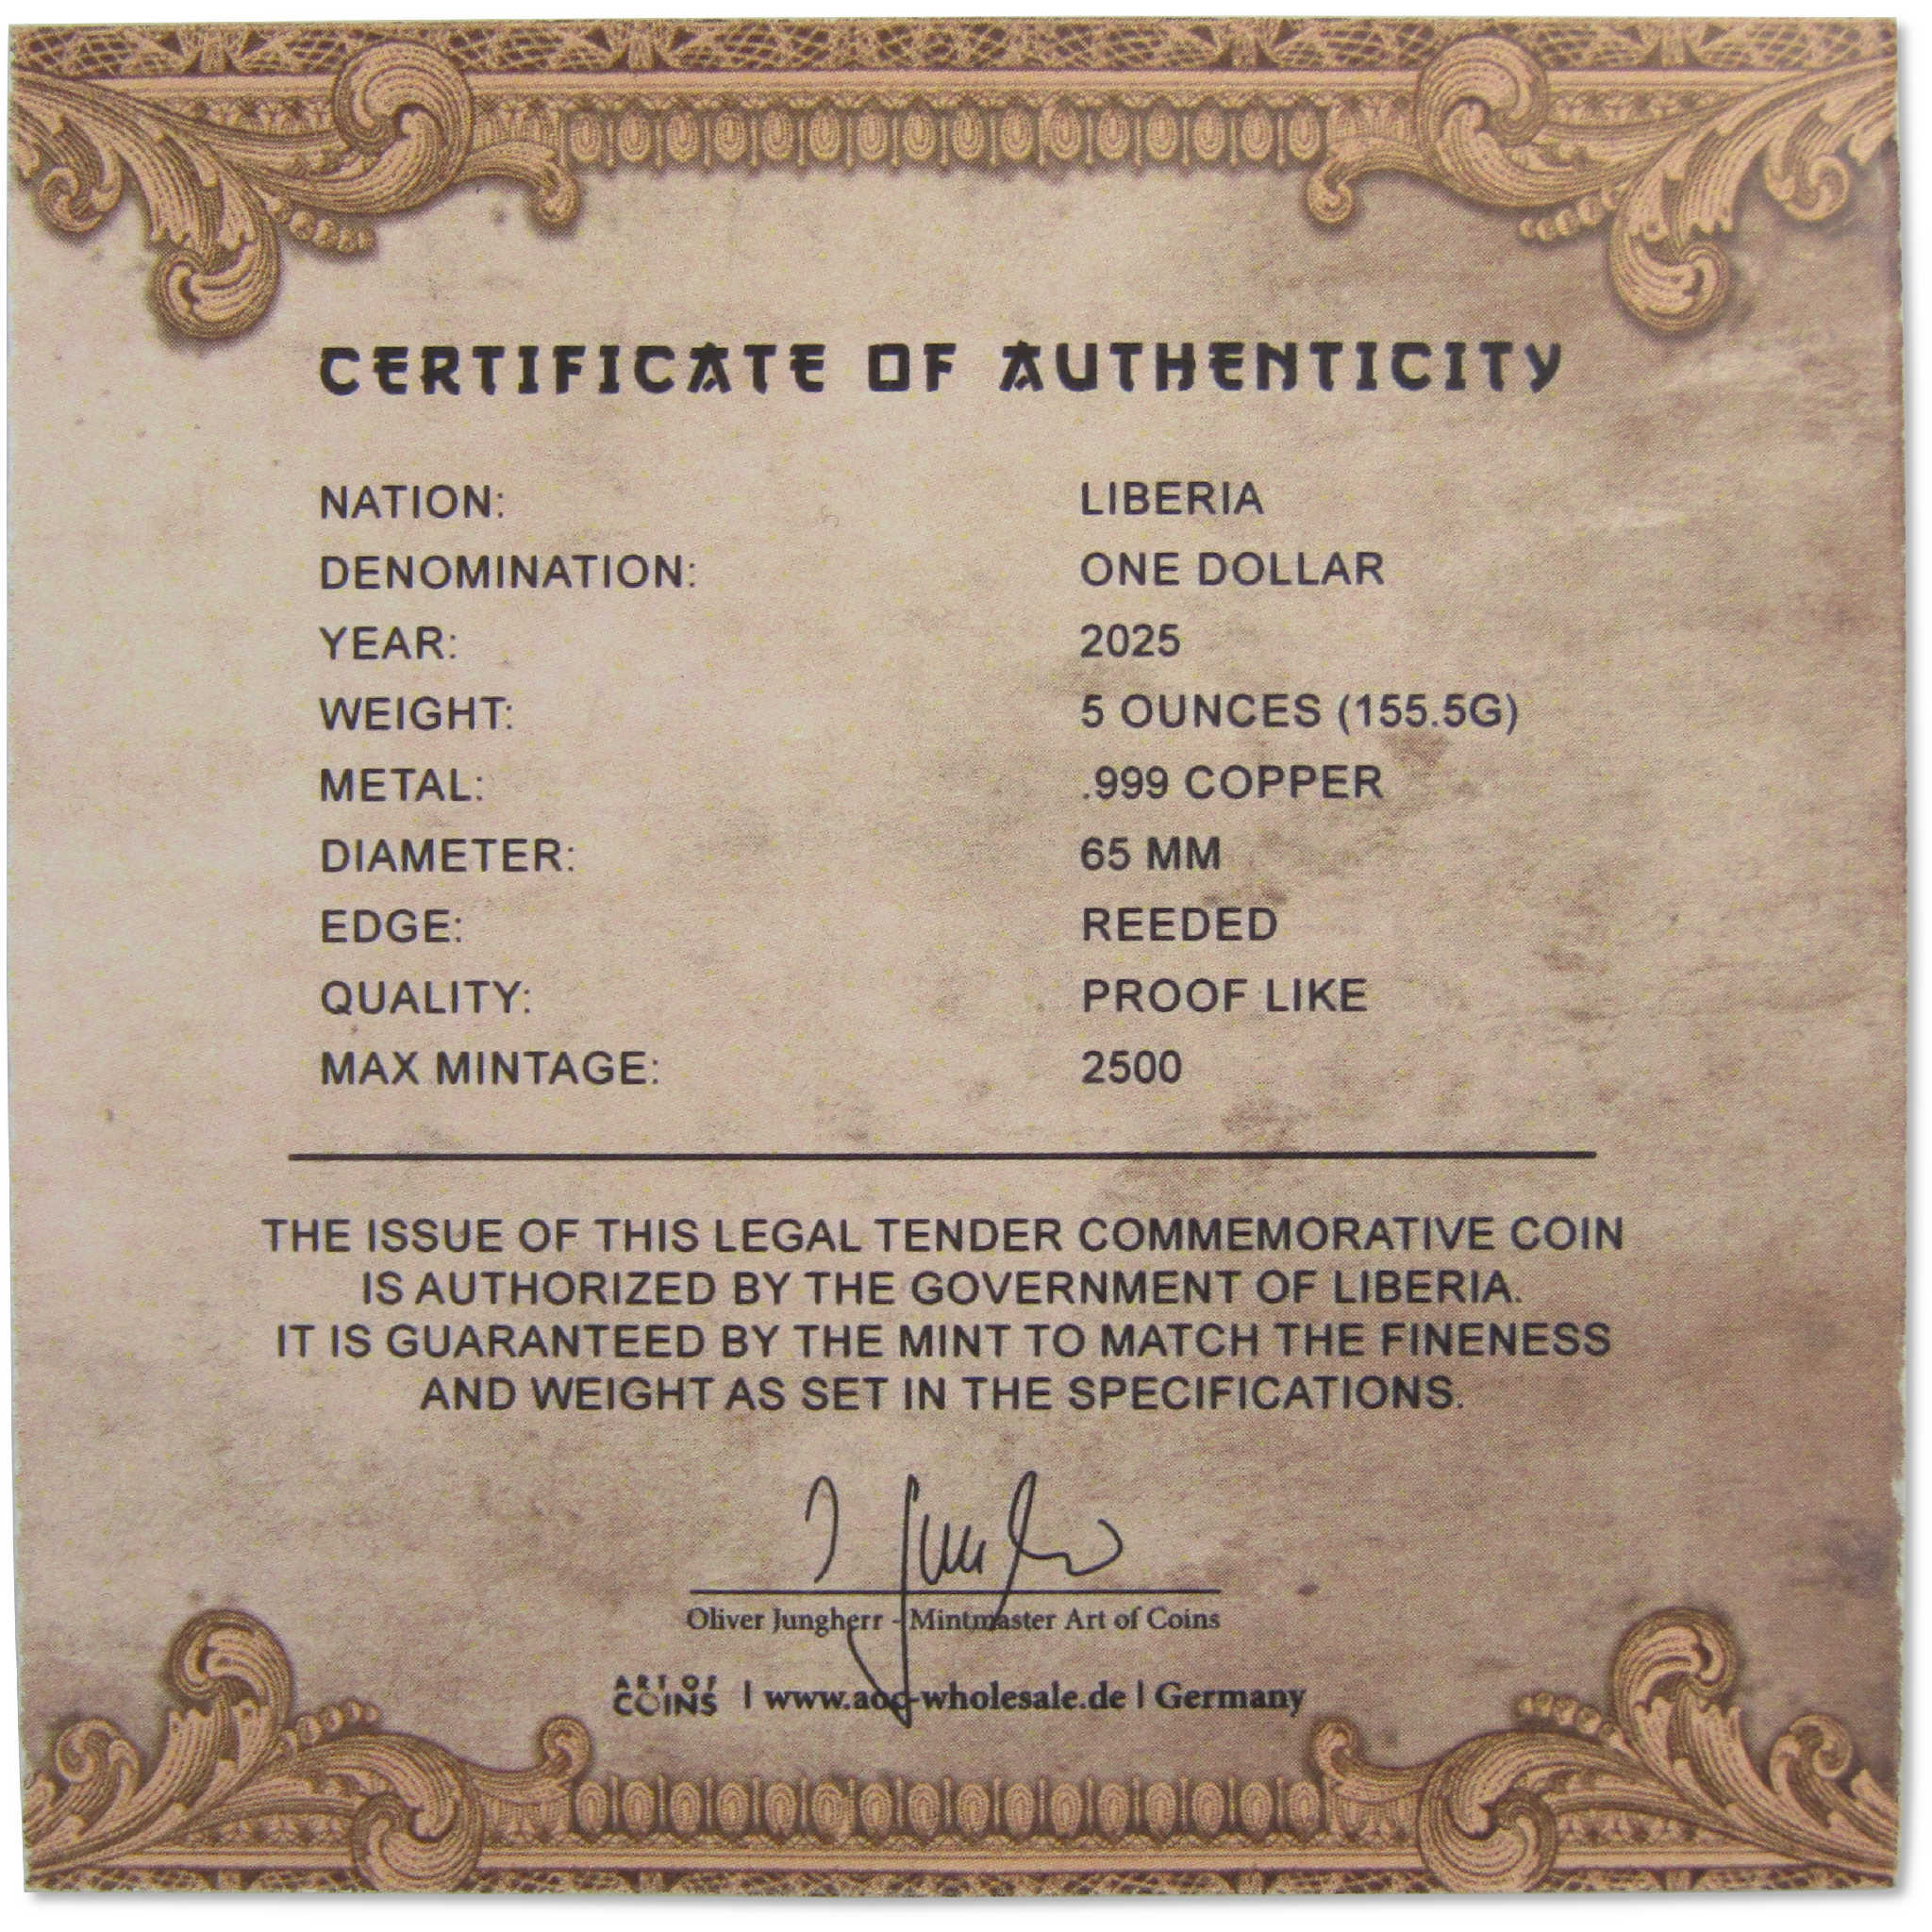 CERTIFICATE OF AUTHENTICITY
NATION: LIBERIA
DENOMINATION: ONE DOLLAR
YEAR: 2025
WEIGHT: 5 OUNCES (155.5G)
METAL: .999 COPPER
DIAMETER: 65 MM
EDGE: REEDED
QUALITY: PROOF LIKE
MAX MINTAGE: 2500
THE ISSUE OF THIS LEGAL TENDER COMMEMORATIVE COIN
IS AUTHORIZED BY THE GOVERNMENT OF LIBERIA.
IT IS GUARANTEED BY THE MINT TO MATCH THE FINENESS
AND WEIGHT AS SET IN THE SPECIFICATIONS.
Oliver Jungherr - Mintmaster Art of Coins
ART OF COINS | www.aoc-wholesale.de | Germany